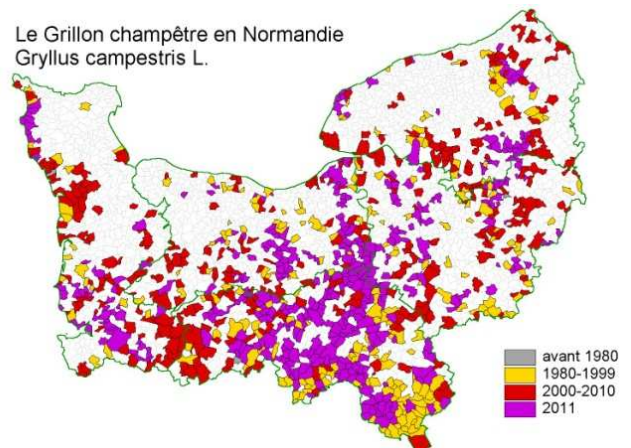 Le Grillon champêtre en Normandie
Gryllus campestris L.
avant 1980
1980-1999
2000-2010
2011